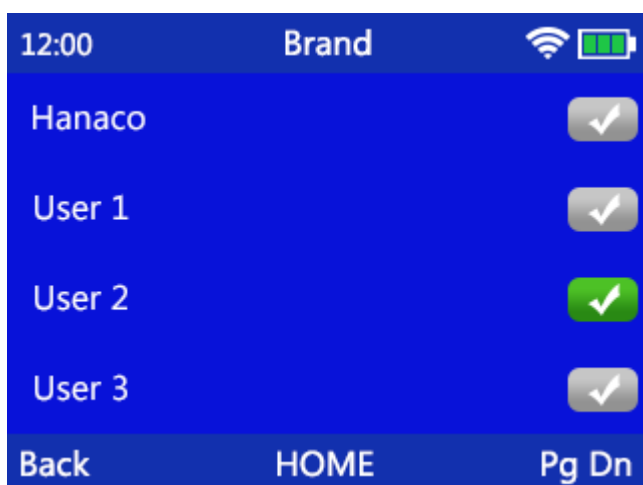 12:00 Brand
Hanaco
User 1
User 2
User 3
Back HOME Pg Dn